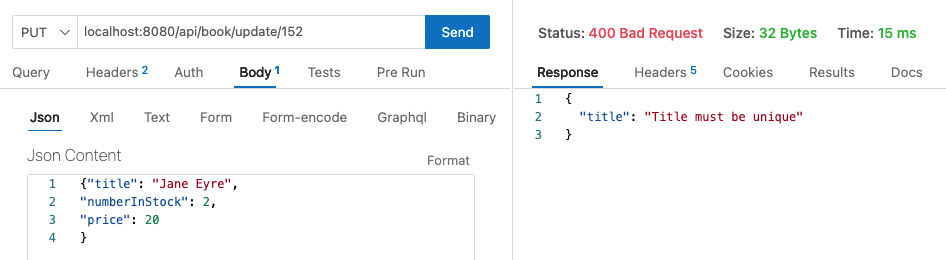 PUT localhost:8080/api/book/update/152 Send
Query Headers 2 Auth Body 1 Tests Pre Run
Json Xml Text Form Form-encode Graphql Binary
Json Content Format
1 {"title": "Jane Eyre",
2 "numberInStock": 2,
3 "price": 20
4 }
Status: 400 Bad Request Size: 32 Bytes Time: 15 ms
Response Headers 5 Cookies Results Docs
1 {
2 "title": "Title must be unique"
3 }